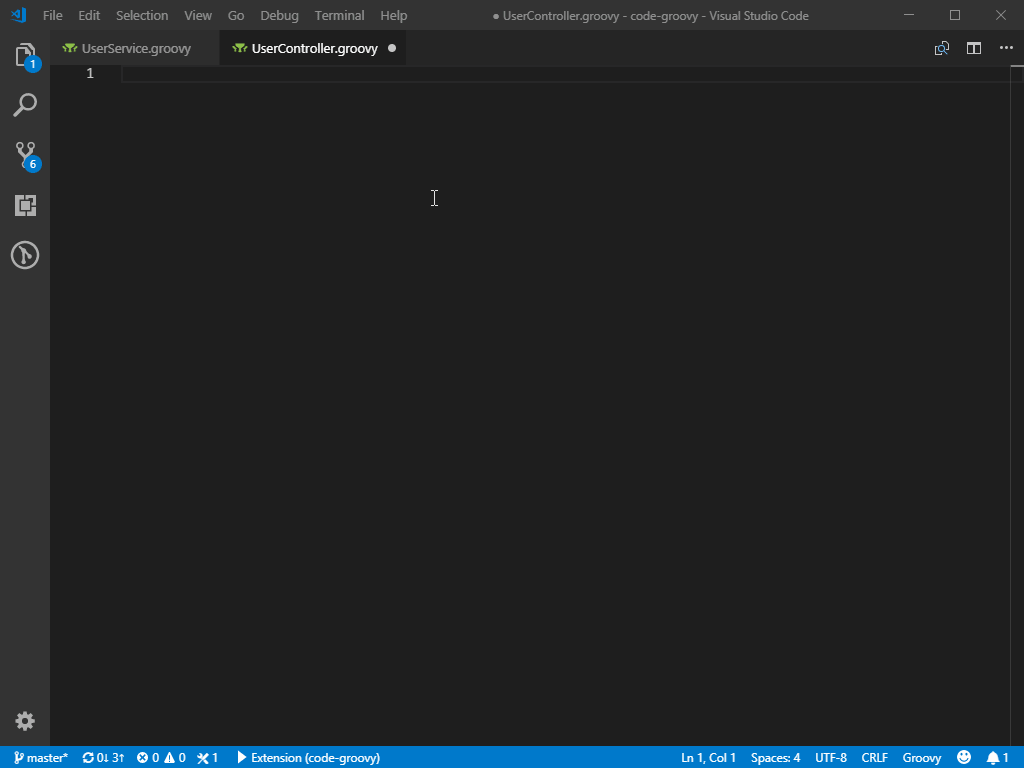 File Edit Selection View Go Debug Terminal Help ● UserController.groovy - code-groovy - Visual Studio Code
UserService.groovy UserController.groovy ●
1
1
6
master* 0↓ 3↑ 0 0 1 Extension (code-groovy) Ln 1, Col 1 Spaces: 4 UTF-8 CRLF Groovy 1